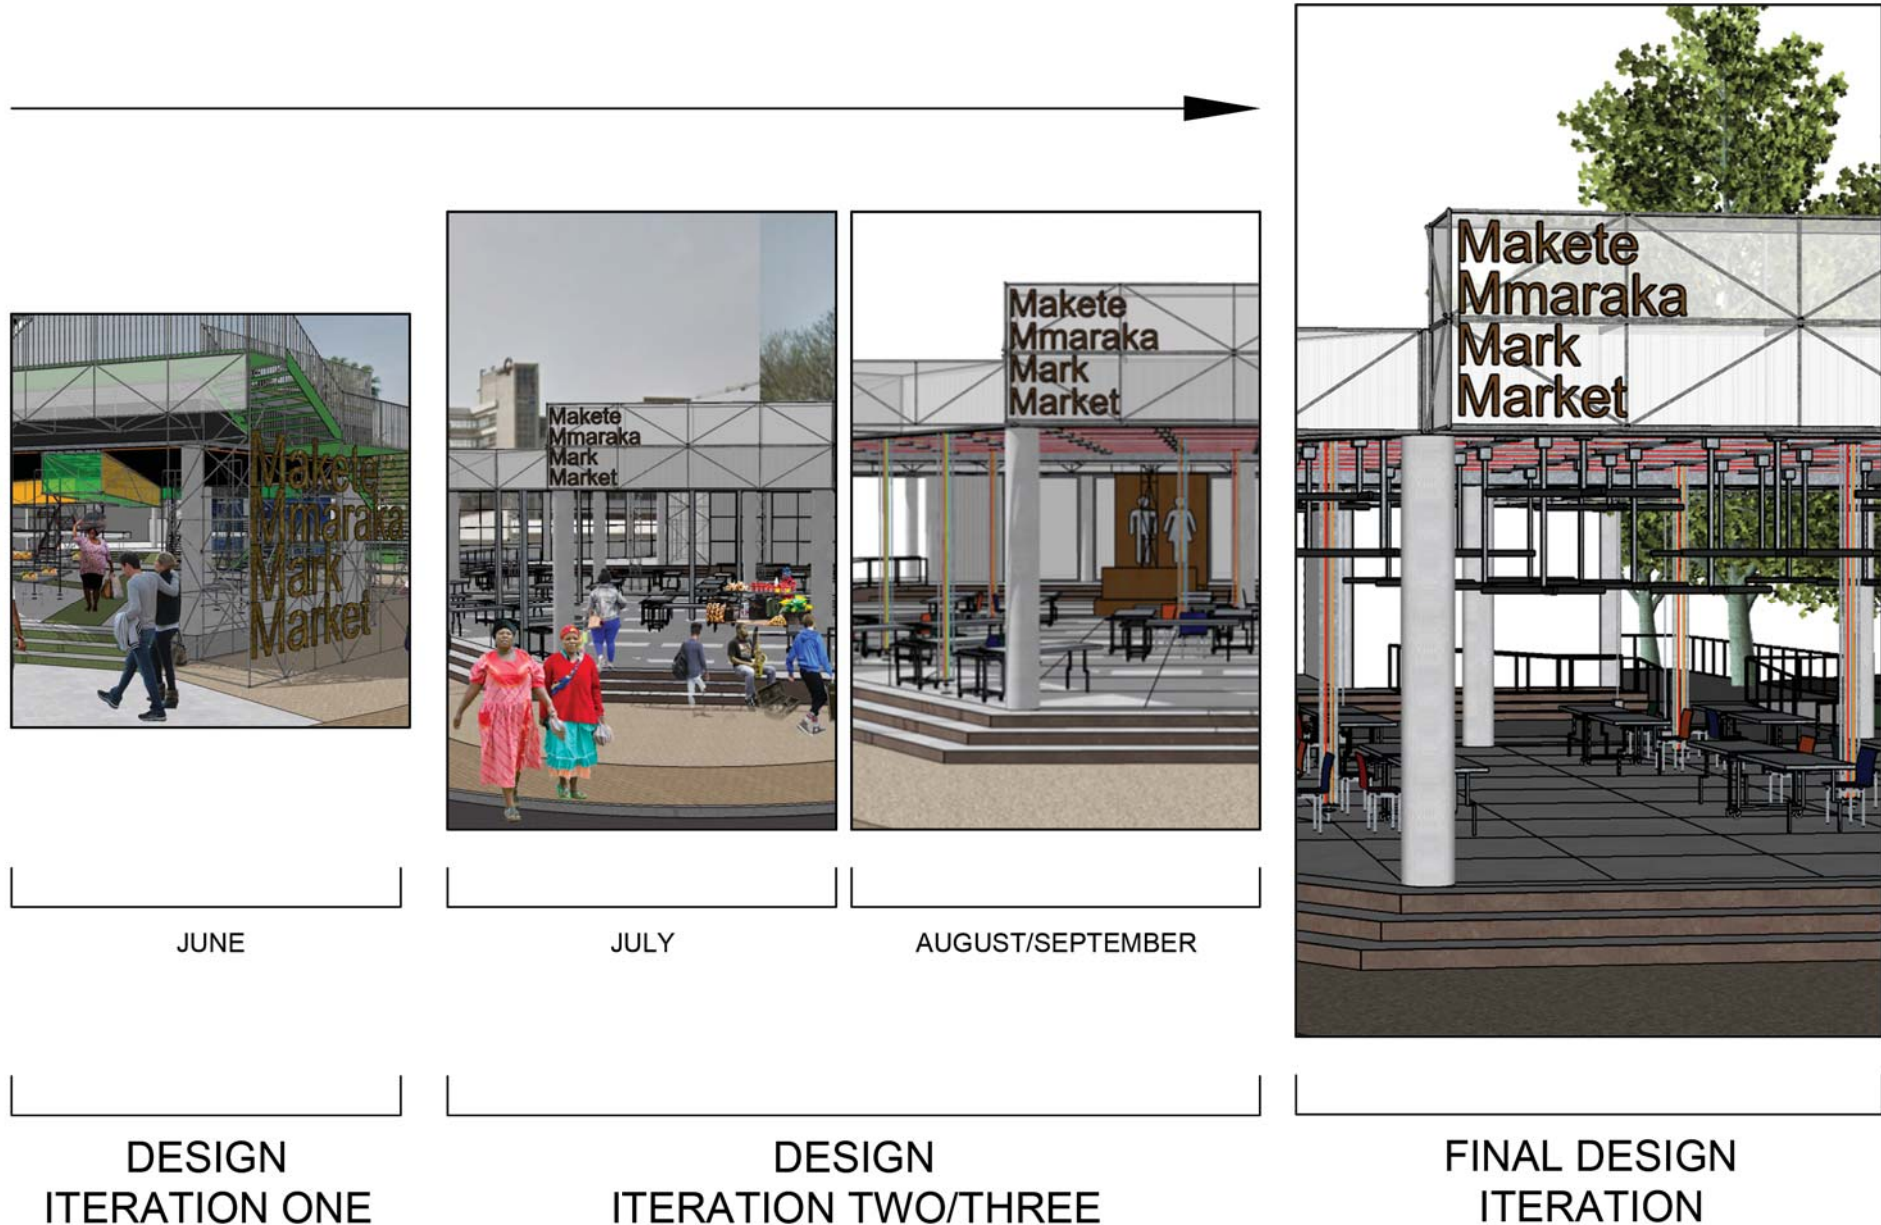 Makete
Mmaraka
Mark
Market
Makete
Mmaraka
Mark
Market
Makete
Mmaraka
Mark
Market
Makete
Mmaraka
Mark
Market
JUNE
JULY
AUGUST/SEPTEMBER
DESIGN
ITERATION ONE
DESIGN
ITERATION TWO/THREE
FINAL DESIGN
ITERATION